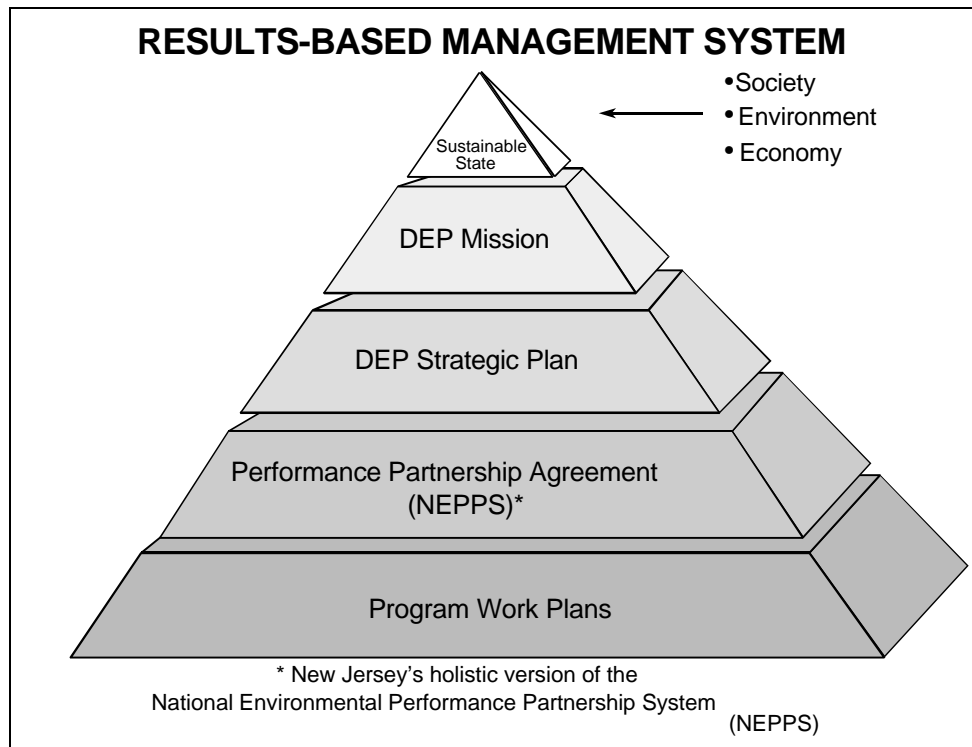 RESULTS-BASED MANAGEMENT SYSTEM
•Society
•Environment
•Economy
Sustainable
State
DEP Mission
DEP Strategic Plan
Performance Partnership Agreement
(NEPPS)*
Program Work Plans
* New Jersey's holistic version of the
National Environmental Performance Partnership System
(NEPPS)